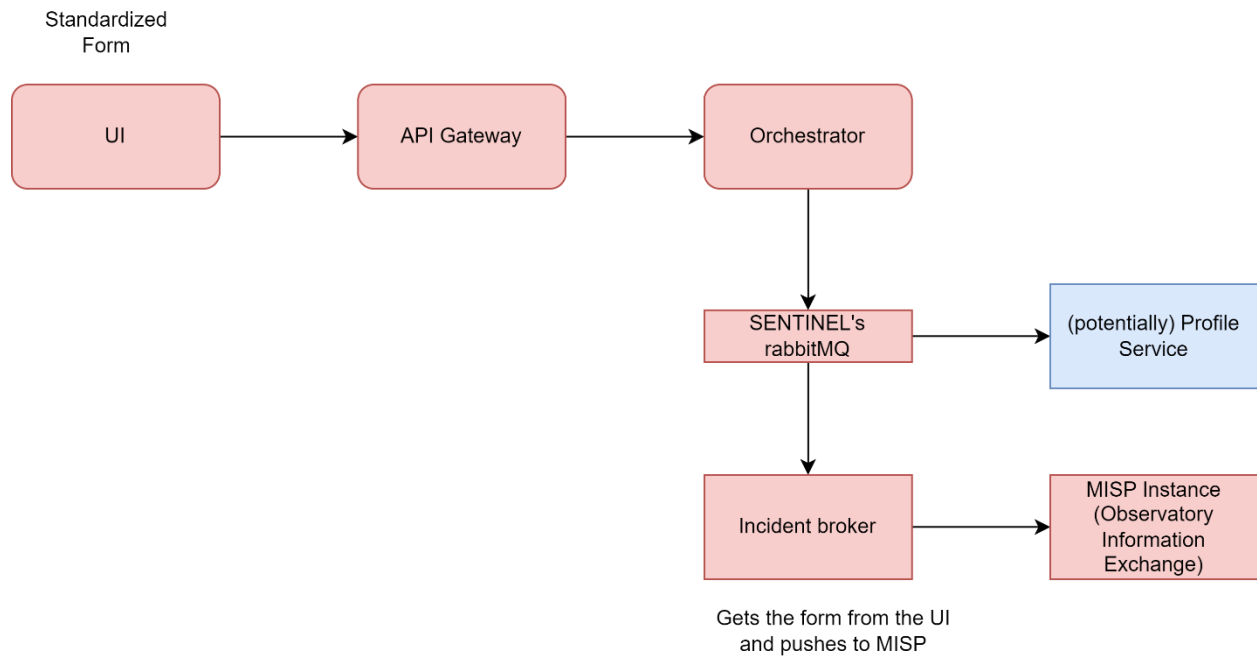 Standardized
Form
UI
API Gateway
Orchestrator
SENTINEL's
rabbitMQ
(potentially) Profile
Service
Incident broker
MISP Instance
(Observatory
Information
Exchange)
Gets the form from the UI
and pushes to MISP